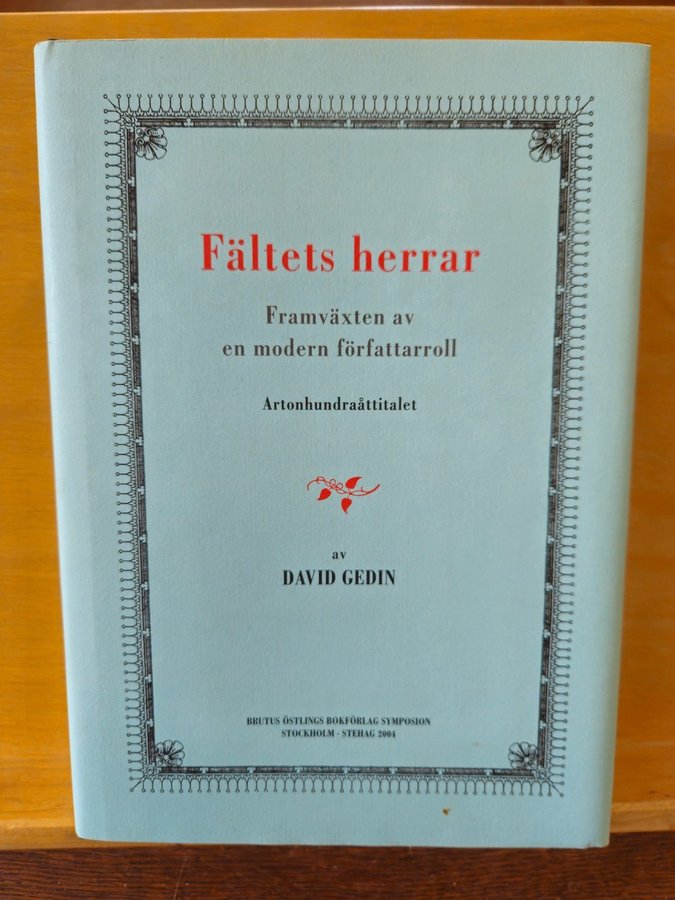 Fältets herrar
Framväxten av
en modern författarroll
Artonhundraåttitalet
av
DAVID GEDIN
BRUTUS ÖSTLINGS BOKFÖRLAG SYMPOSION
STOCKHOLM · STEHAG 2004